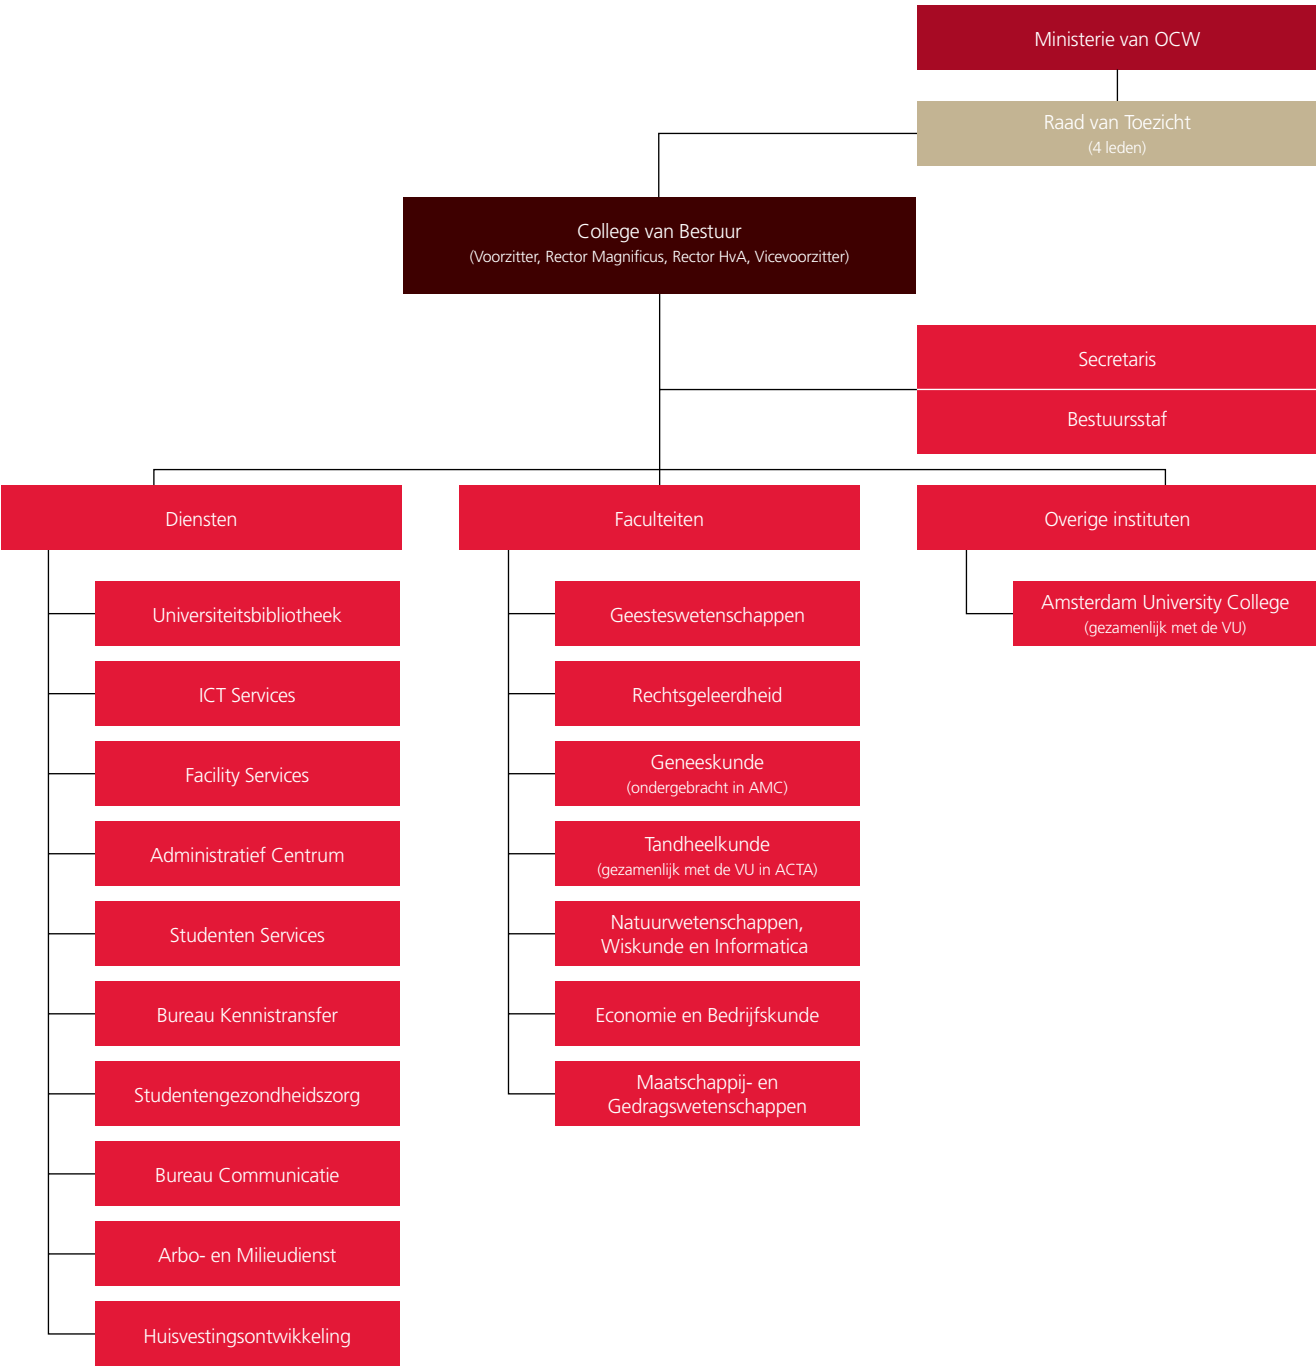 Ministerie van OCW
Raad van Toezicht
(4 leden)
College van Bestuur
(Voorzitter, Rector Magnificus, Rector HvA, Vicevoorzitter)
Secretaris
Bestuursstaf
Diensten
Universiteitsbibliotheek
ICT Services
Facility Services
Administratief Centrum
Studenten Services
Bureau Kennistransfer
Studentengezondheidszorg
Bureau Communicatie
Arbo- en Milieudienst
Huisvestingsontwikkeling
Faculteiten
Geesteswetenschappen
Rechtsgeleerdheid
Geneeskunde
(ondergebracht in AMC)
Tandheelkunde
(gezamenlijk met de VU in ACTA)
Natuurwetenschappen,
Wiskunde en Informatica
Economie en Bedrijfskunde
Maatschappij- en
Gedragswetenschappen
Overige instituten
Amsterdam University College
(gezamenlijk met de VU)